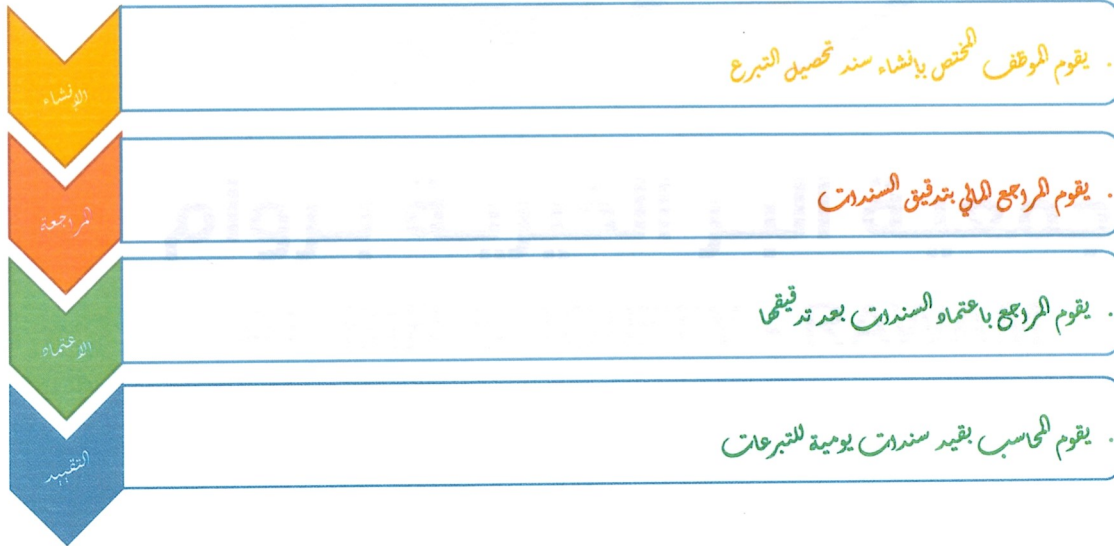 الإنشاء
. يقوم الموظف المختص بإنشاء سند تحصيل التبرع
المراجعة
. يقوم المراجع المالي بتدقيق السندات
الاعتماد
. يقوم المراجع باعتماد السندات بعد تدقيقها
التقييد
. يقوم المحاسب بقيد سندات يومية للتبرعات